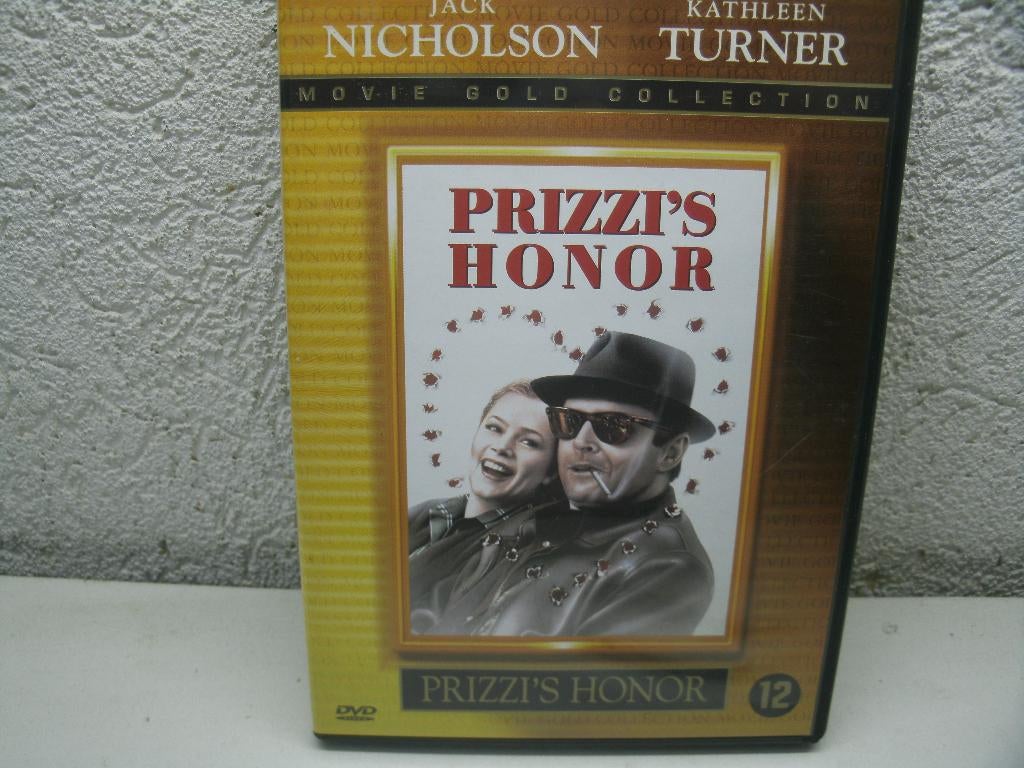 JACK
NICHOLSON
KATHLEEN
TURNER
MOVIE GOLD COLLECTION
PRIZZI'S
HONOR
PRIZZI'S HONOR
12
DVD